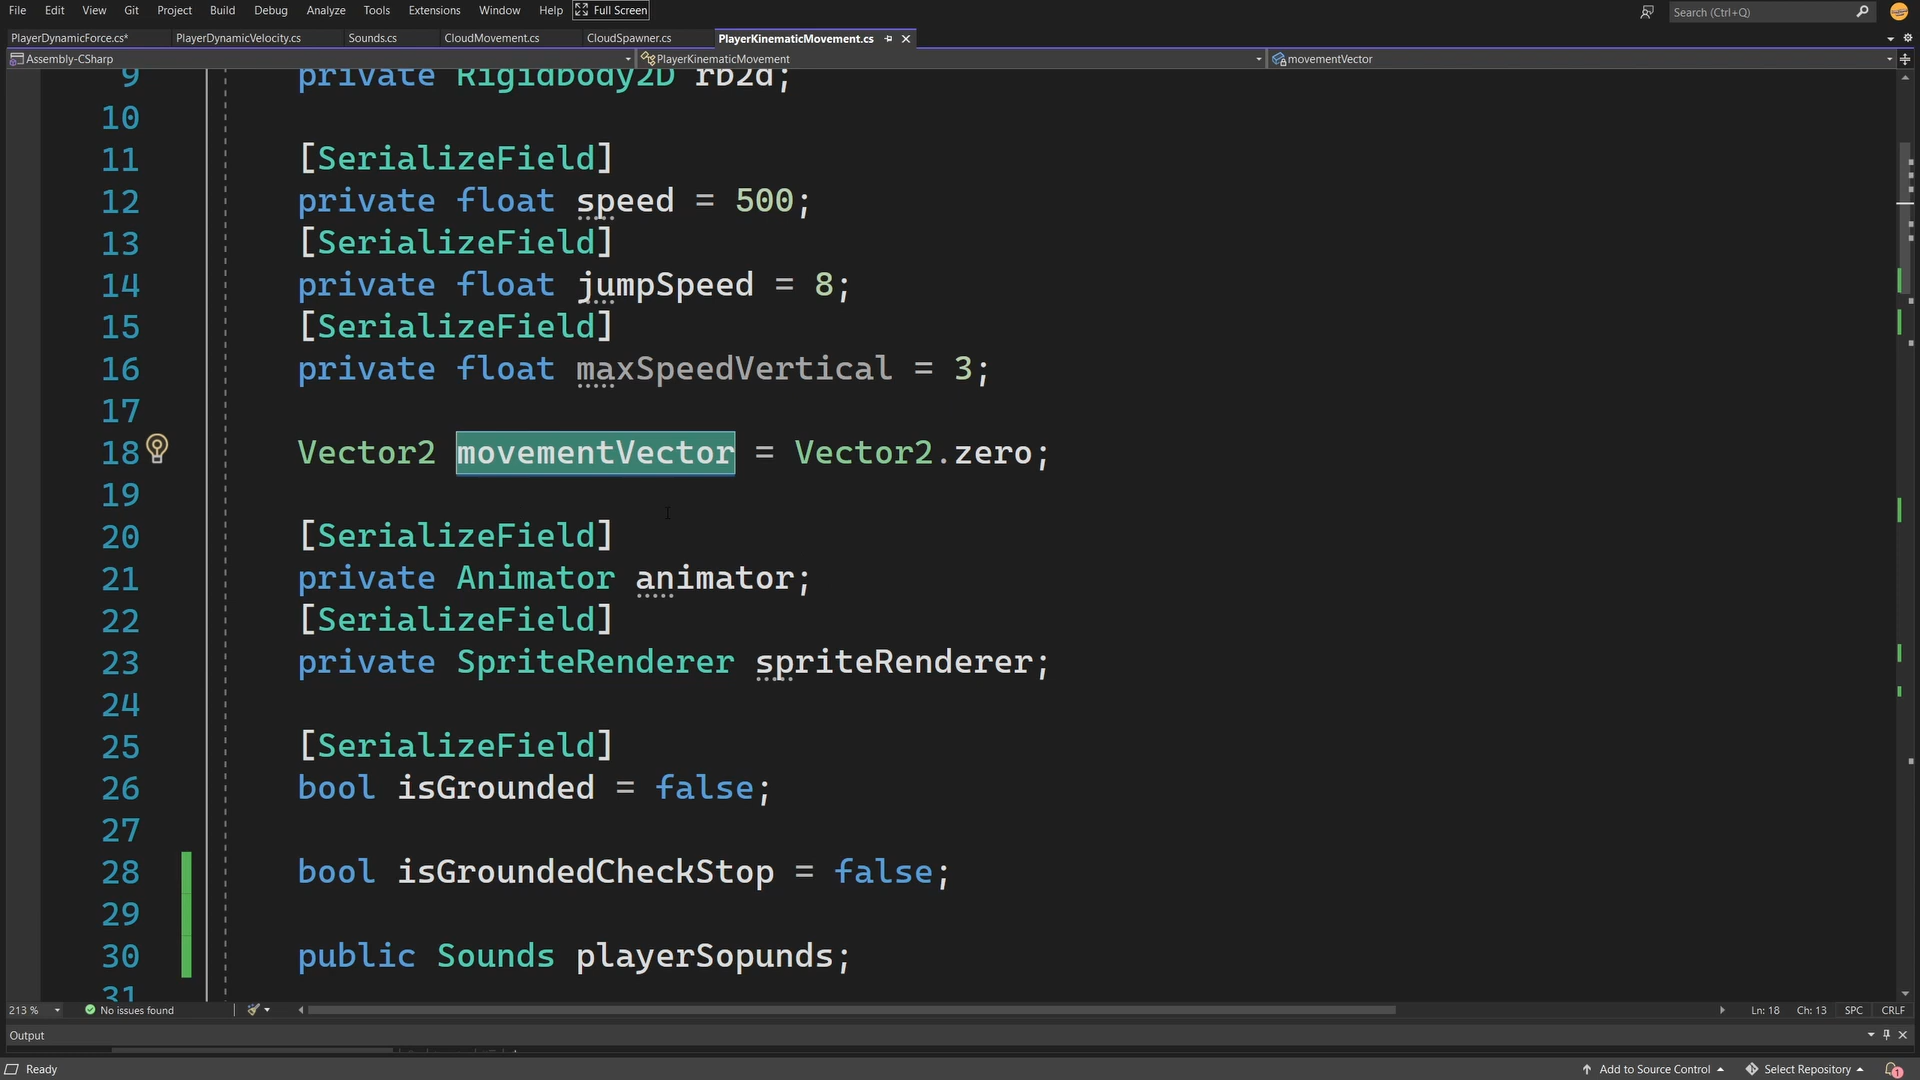 File Edit View Git Project Build Debug Analyze Tools Extensions Window Help Full Screen Search (Ctrl+Q)
PlayerDynamicForce.cs* PlayerDynamicVelocity.cs Sounds.cs CloudMovement.cs CloudSpawner.cs PlayerKinematicMovement.cs
Assembly-CSharp PlayerKinematicMovement movementVector
9 private Rigidbody2D rb2d;
10
11 [SerializeField]
12 private float speed = 500;
13 [SerializeField]
14 private float jumpSpeed = 8;
15 [SerializeField]
16 private float maxSpeedVertical = 3;
17
18 Vector2 movementVector = Vector2.zero;
19
20 [SerializeField]
21 private Animator animator;
22 [SerializeField]
23 private SpriteRenderer spriteRenderer;
24
25 [SerializeField]
26 bool isGrounded = false;
27
28 bool isGroundedCheckStop = false;
29
30 public Sounds playerSopunds;
31
213 % No issues found Ln: 18 Ch: 13 SPC CRLF
Output
Ready Add to Source Control Select Repository 1